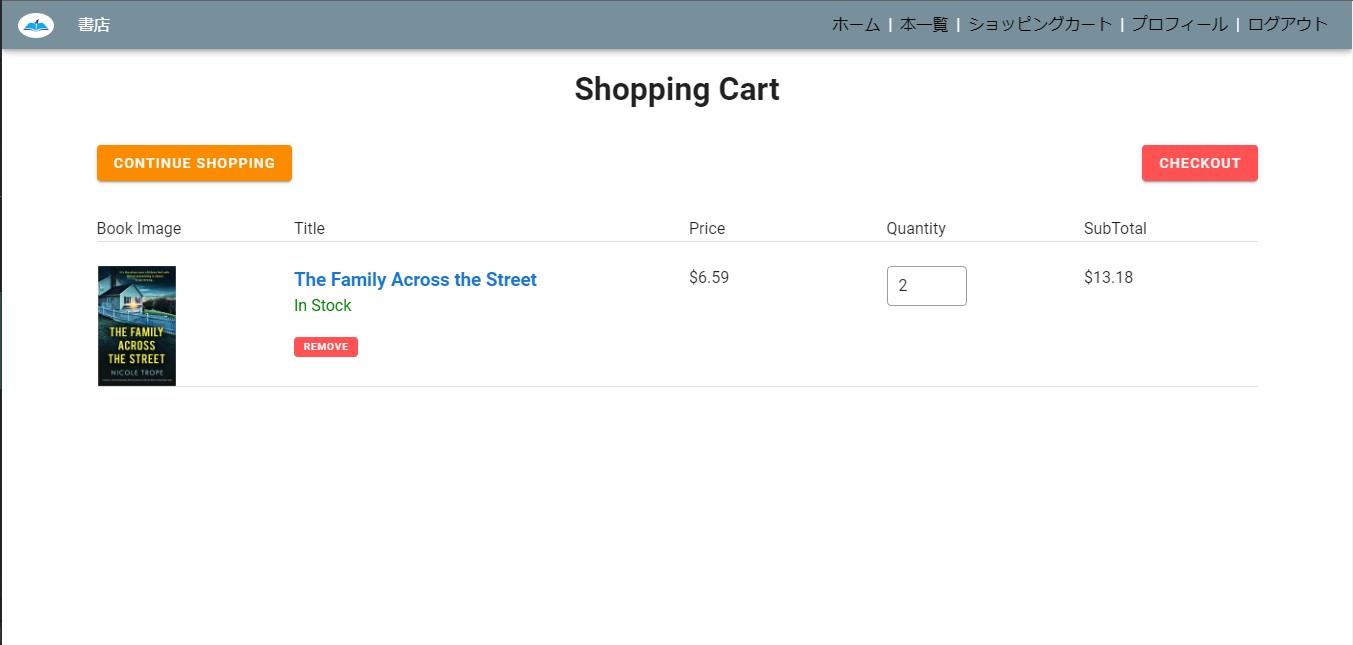 書店 ホーム | 本一覧 | ショッピングカート | プロフィール | ログアウト
Shopping Cart
CONTINUE SHOPPING CHECKOUT
Book Image Title Price Quantity SubTotal
The Family Across the Street $6.59 2 $13.18
In Stock
REMOVE
THE FAMILY
ACROSS
THE STREET
NICOLE TROPE